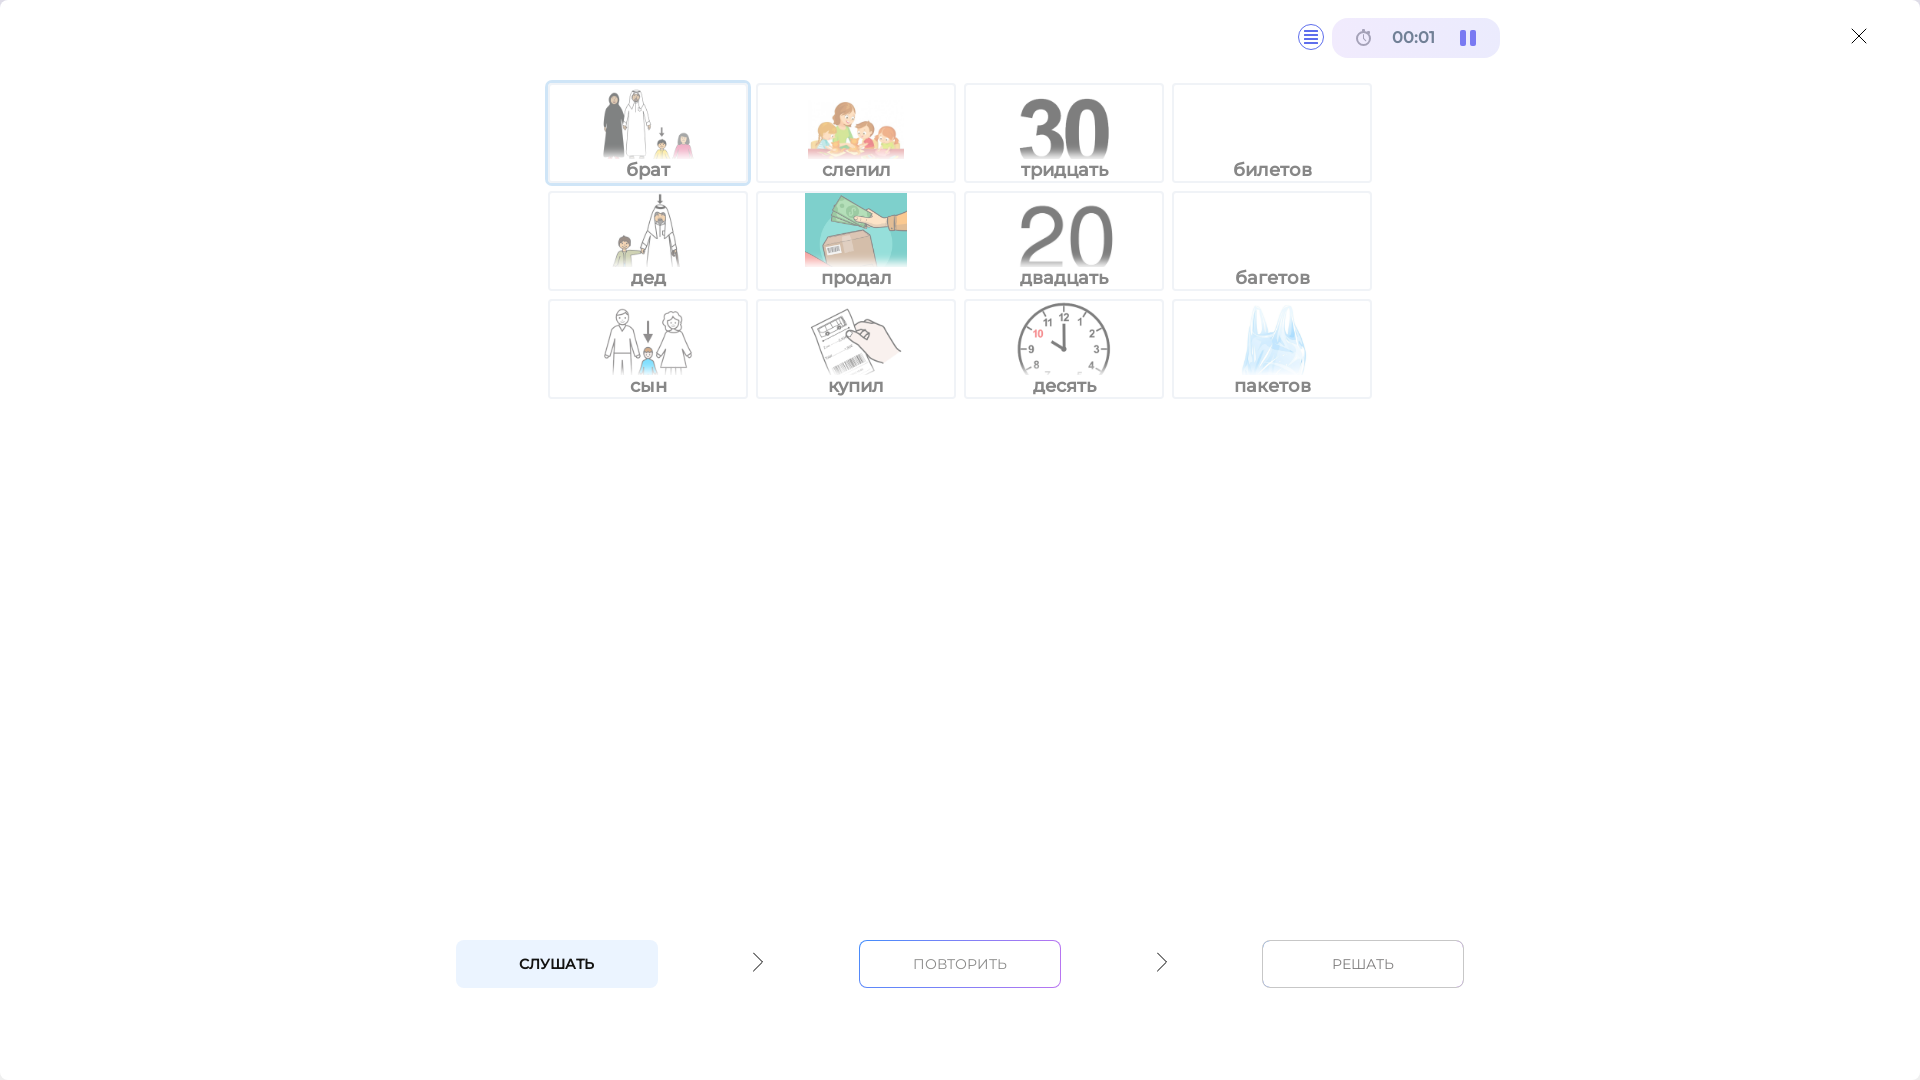 00:01
брат
слепил
30
тридцать
билетов
дед
продал
20
двадцать
багетов
сын
купил
12
11
1
10
2
9
3
8
4
десять
пакетов
СЛУШАТЬ
ПОВТОРИТЬ
РЕШАТЬ